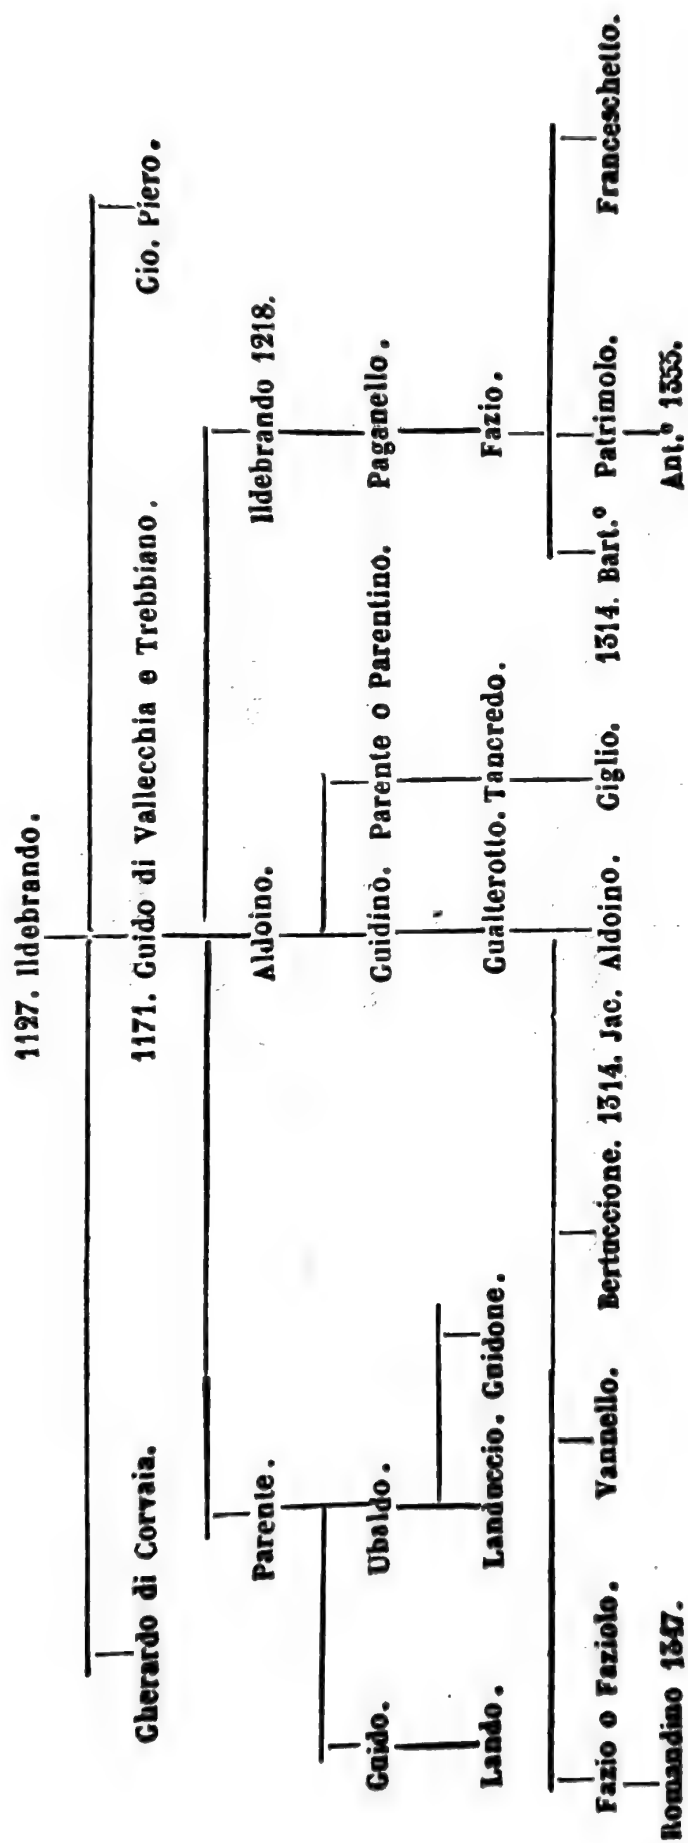 1127. Ildebrando.
Gherardo di Corvaia. 1171. Guido di Vallecchia e Trebbiano. Gio. Piero.
Parente. Aldoino. Ildebrando 1218.
Guido. Ubaldo. Guidino. Parente o Parentino. Paganello.
Lando. Landuccio. Guidone. Gualterotto. Tancredo. Fazio.
Fazio o Faziolo. Vannello. Bertuccione. 1314. Jac. Aldoino. Giglio. 1314. Bart.º Patrimolo. Franceschetto.
Romandino 1347. Ant.º 1355.